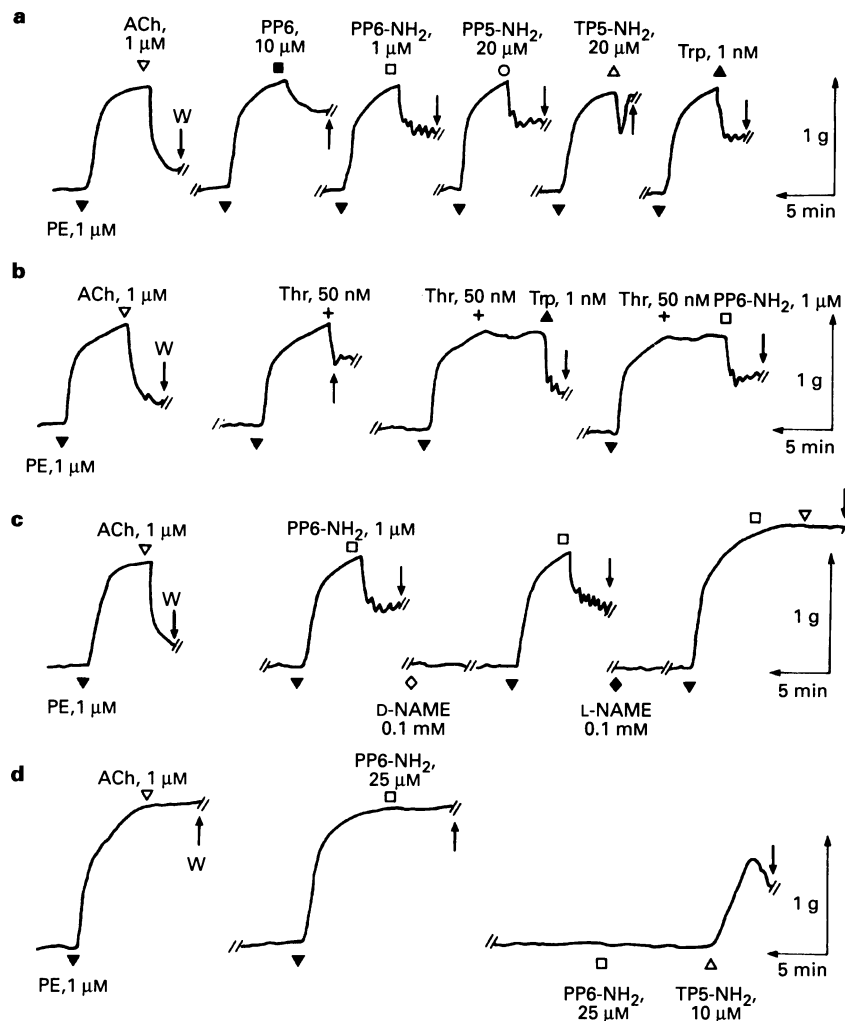 a
ACh,
1 µM
PP6,
10 µM
PP6-NH2,
1 µM
PP5-NH2,
20 µM
TP5-NH2,
20 µM
Trp, 1 nM
W
1 g
5 min
PE,1 µM
b
ACh, 1 µM
Thr, 50 nM
Thr, 50 nM
Trp, 1 nM
Thr, 50 nM
PP6-NH2, 1 µM
W
1 g
5 min
PE,1 µM
c
ACh, 1 µM
PP6-NH2, 1 µM
W
1 g
5 min
PE,1 µM
D-NAME
0.1 mM
L-NAME
0.1 mM
d
ACh, 1 µM
PP6-NH2,
25 µM
W
1 g
5 min
PE,1 µM
PP6-NH2,
25 µM
TP5-NH2,
10 µM